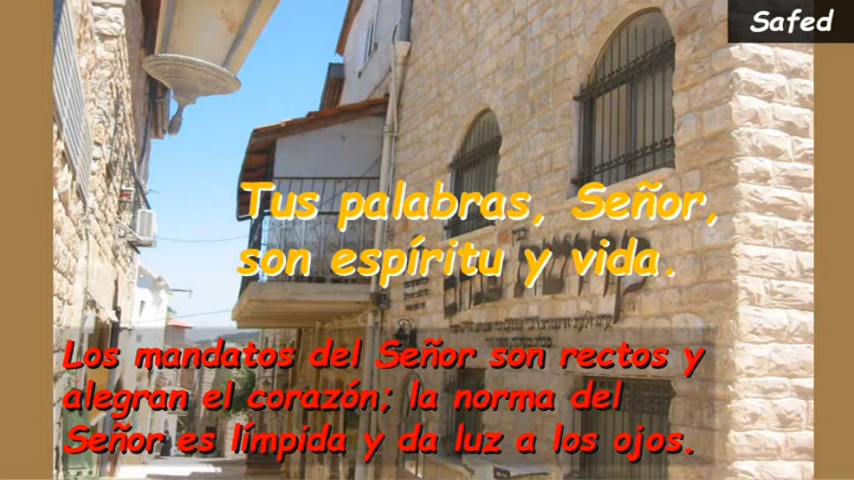 Safed
Tus palabras, Señor,
son espíritu y vida.
Los mandatos del Señor son rectos y
alegran el corazón; la norma del
Señor es límpida y da luz a los ojos.